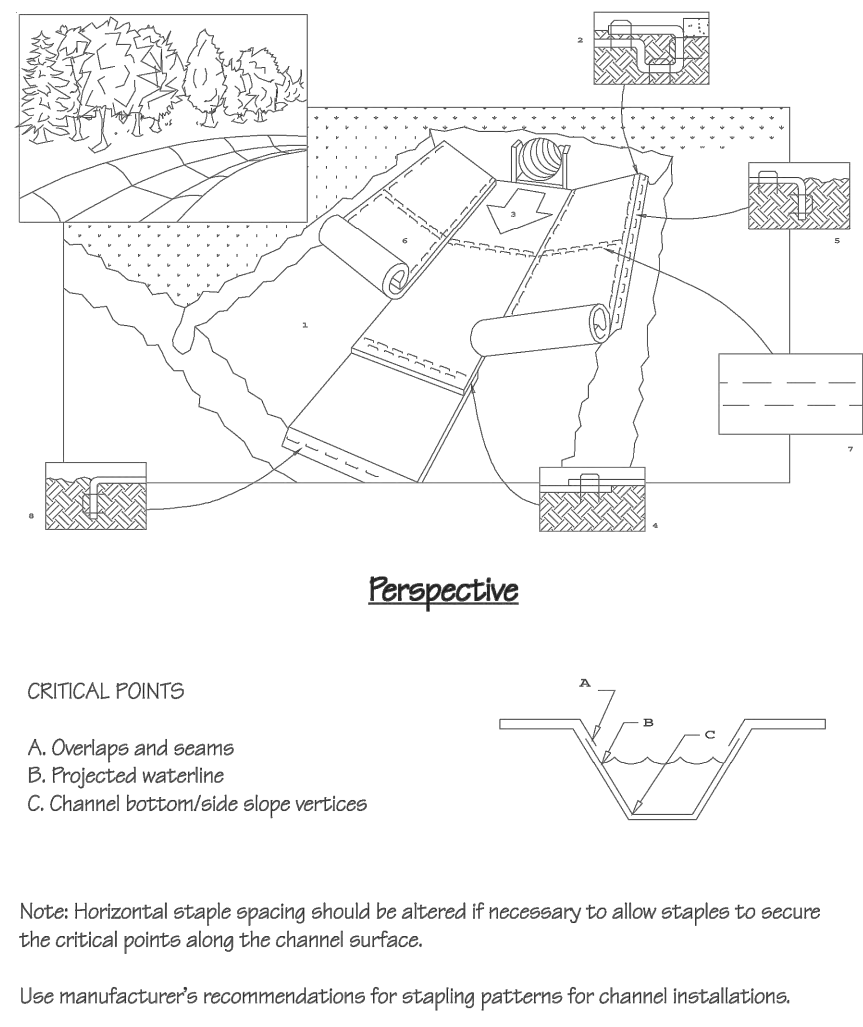 2
5
3
6
1
7
8
4
Perspective
CRITICAL POINTS
A
A. Overlaps and seams
B
B. Projected waterline
C
C. Channel bottom/side slope vertices
Note: Horizontal staple spacing should be altered if necessary to allow staples to secure
the critical points along the channel surface.
Use manufacturer's recommendations for stapling patterns for channel installations.